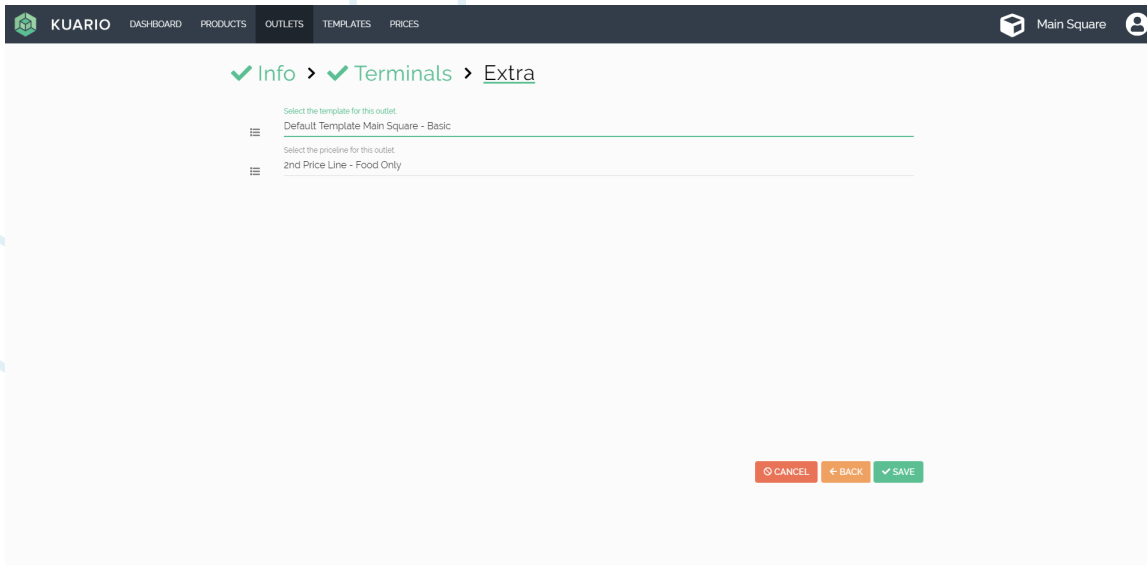 KUARIO DASHBOARD PRODUCTS OUTLETS TEMPLATES PRICES Main Square
Info > Terminals > Extra
Select the template for this outlet.
Default Template Main Square - Basic
Select the priceline for this outlet.
2nd Price Line - Food Only
CANCEL BACK SAVE